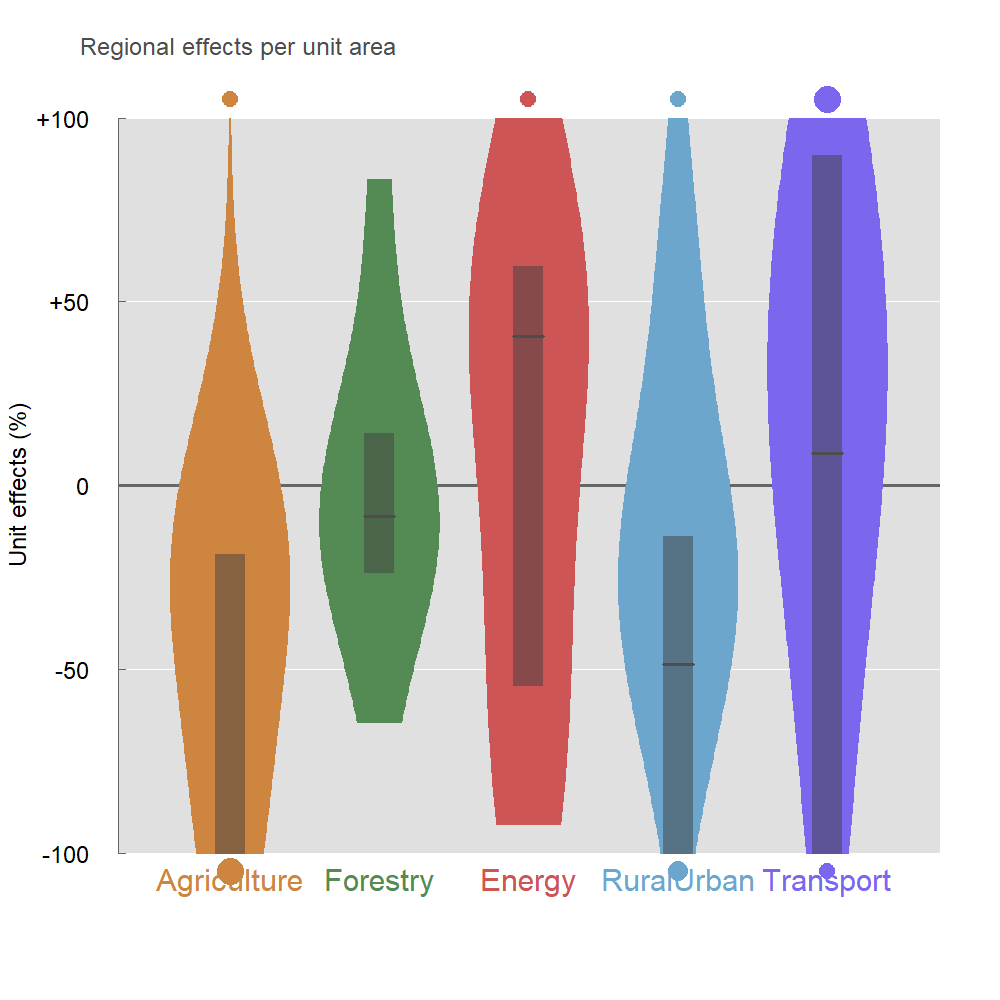 Regional effects per unit area
+100
+50
0
-50
-100
Unit effects (%)
Agriculture Forestry Energy RuralUrban Transport